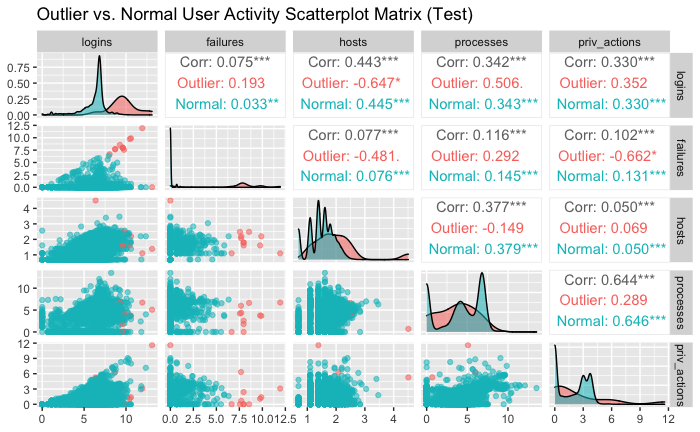 Outlier vs. Normal User Activity Scatterplot Matrix (Test)
logins failures hosts processes priv_actions
0.75
0.50
0.25
0.00
Corr: 0.075*** Corr: 0.443*** Corr: 0.342*** Corr: 0.330***
Outlier: 0.193 Outlier: -0.647* Outlier: 0.506. Outlier: 0.352
Normal: 0.033** Normal: 0.445*** Normal: 0.343*** Normal: 0.330***
logins
12.5
10.0
7.5
5.0
2.5
0.0
Corr: 0.077*** Corr: 0.116*** Corr: 0.102***
Outlier: -0.481. Outlier: 0.292 Outlier: -0.662*
Normal: 0.076*** Normal: 0.145*** Normal: 0.131***
failures
4
3
2
1
Corr: 0.377*** Corr: 0.050***
Outlier: -0.149 Outlier: 0.069
Normal: 0.379*** Normal: 0.050***
hosts
10
5
0
Corr: 0.644***
Outlier: 0.289
Normal: 0.646***
processes
12
9
6
3
0
priv_actions
0 5 10 0.0 2.5 5.0 7.5 10.0 12.5 1 2 3 4 0 5 10 0 3 6 9 12